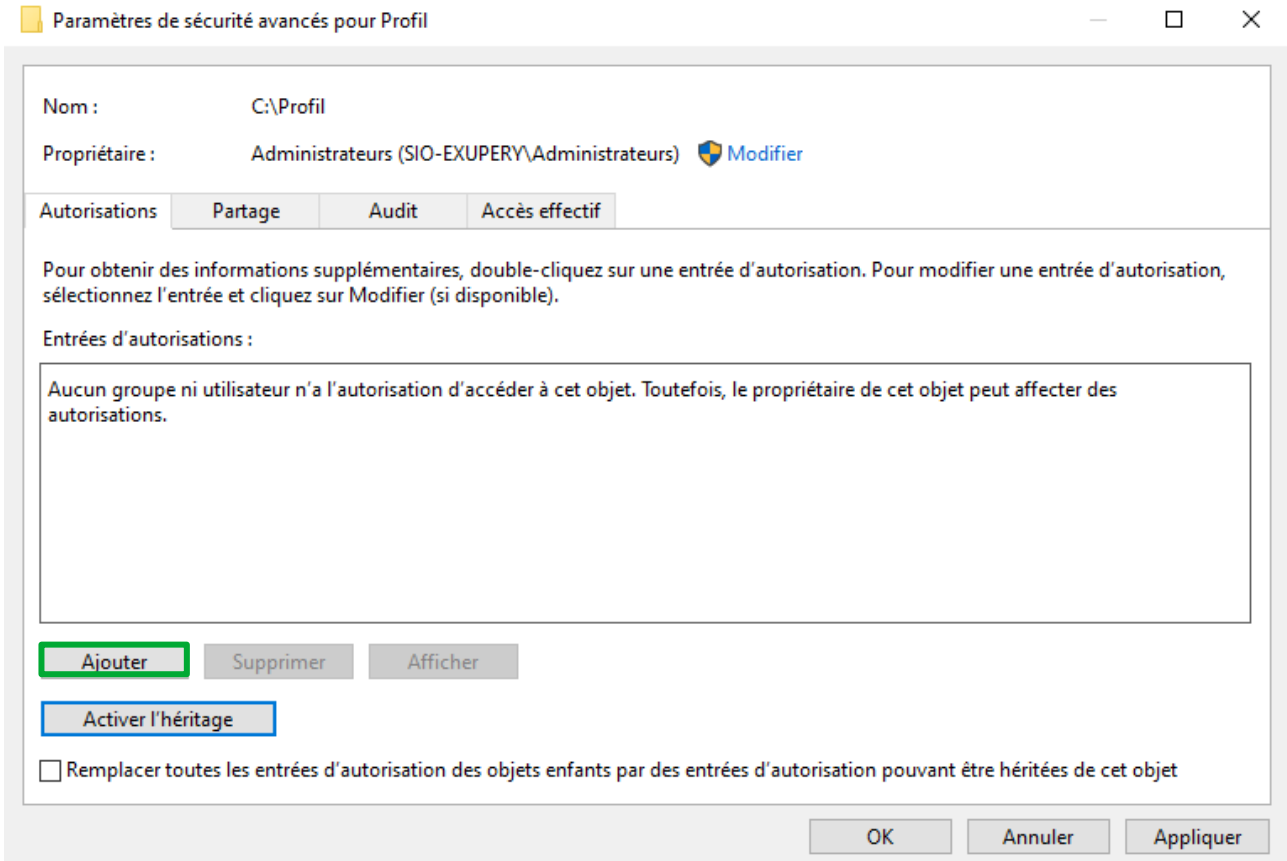 Paramètres de sécurité avancés pour Profil
Nom : C:\Profil
Propriétaire : Administrateurs (SIO-EXUPERY\Administrateurs) Modifier
Autorisations Partage Audit Accès effectif
Pour obtenir des informations supplémentaires, double-cliquez sur une entrée d’autorisation. Pour modifier une entrée d’autorisation,
sélectionnez l’entrée et cliquez sur Modifier (si disponible).
Entrées d’autorisations :
Aucun groupe ni utilisateur n’a l’autorisation d’accéder à cet objet. Toutefois, le propriétaire de cet objet peut affecter des
autorisations.
Ajouter Supprimer Afficher
Activer l’héritage
Remplacer toutes les entrées d’autorisation des objets enfants par des entrées d’autorisation pouvant être héritées de cet objet
OK Annuler Appliquer